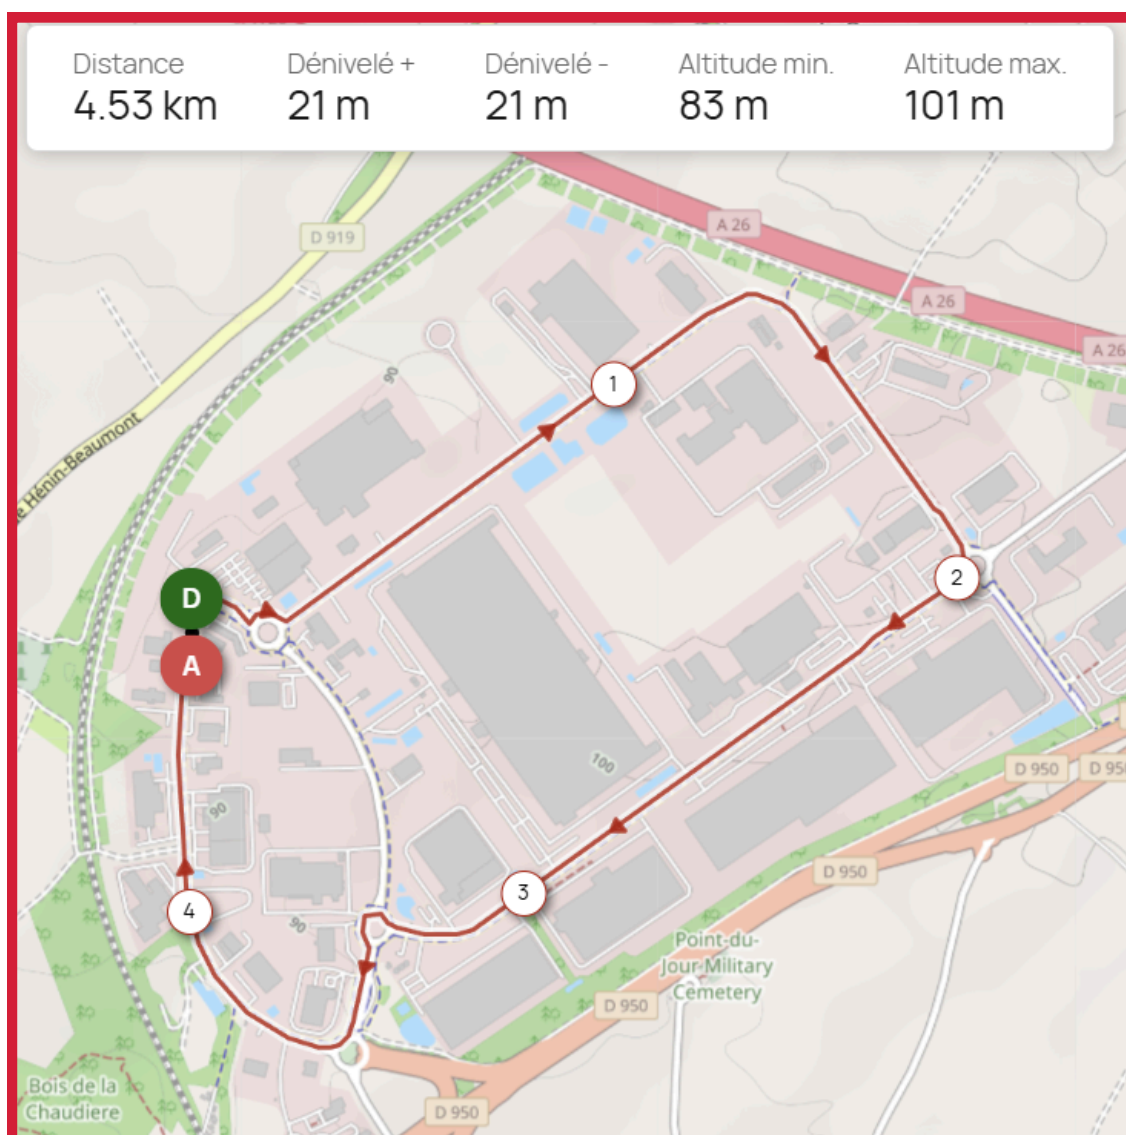 Distance
4.53 km
Dénivelé +
21 m
Dénivelé -
21 m
Altitude min.
83 m
Altitude max.
101 m
A 26
D 919
A 26
A 26
90
1
Hénin-Beaumont
2
D
A
100
D 950
D 95
90
D 950
3
4
90
Point-du-
Jour Military
Cemetery
D 950
Bois de la
Chaudiere
D 950